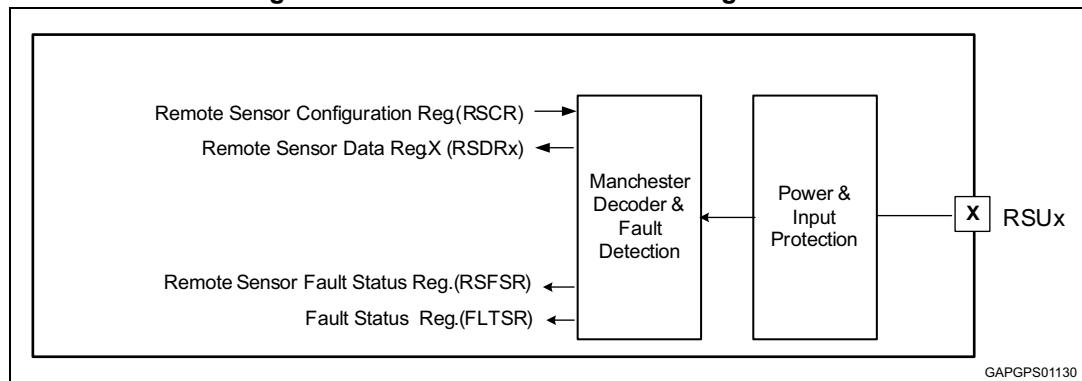 Remote Sensor Configuration Reg.(RSCR)
Remote Sensor Data Reg.X (RSDRx)
Manchester
Decoder &
Fault
Detection
Power &
Input
Protection
X
RSUx
Remote Sensor Fault Status Reg.(RSFSR)
Fault Status Reg.(FLTSR)
GAPGPS01130